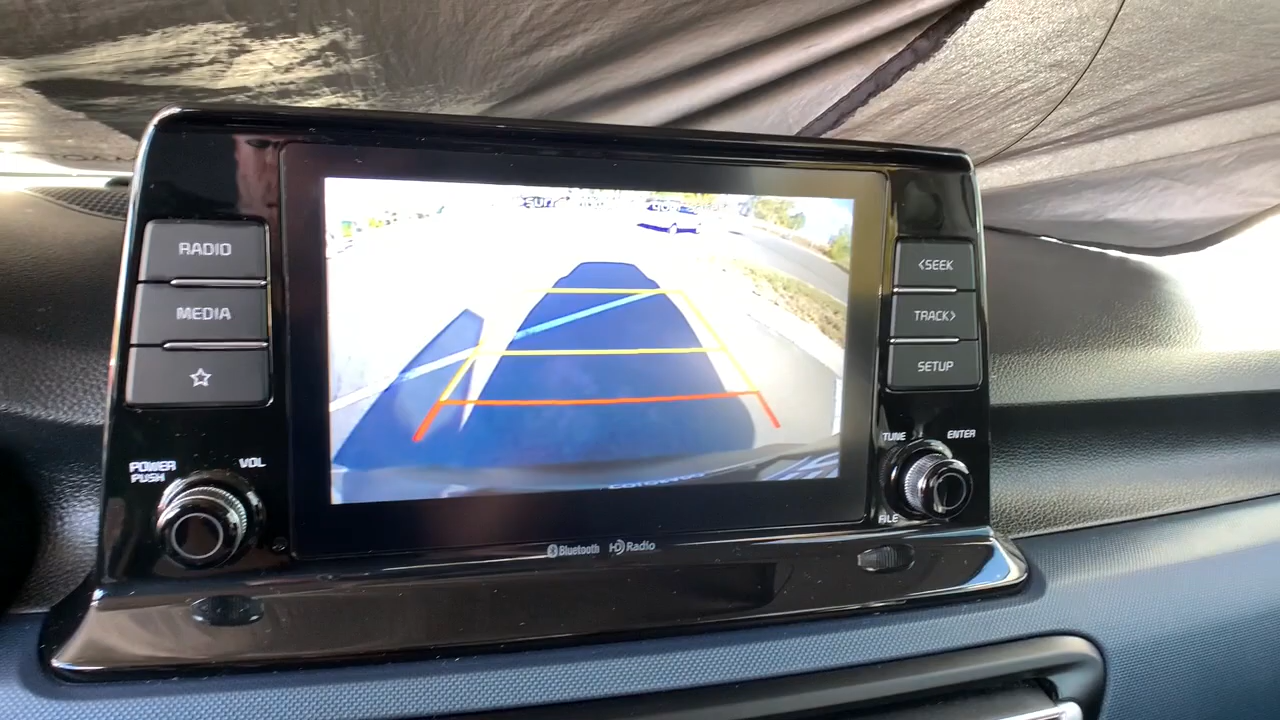 RADIO
MEDIA
POWER
PUSH
VOL
<SEEK
TRACK>
SETUP
TUNE
ENTER
FILE
Bluetooth
HD Radio